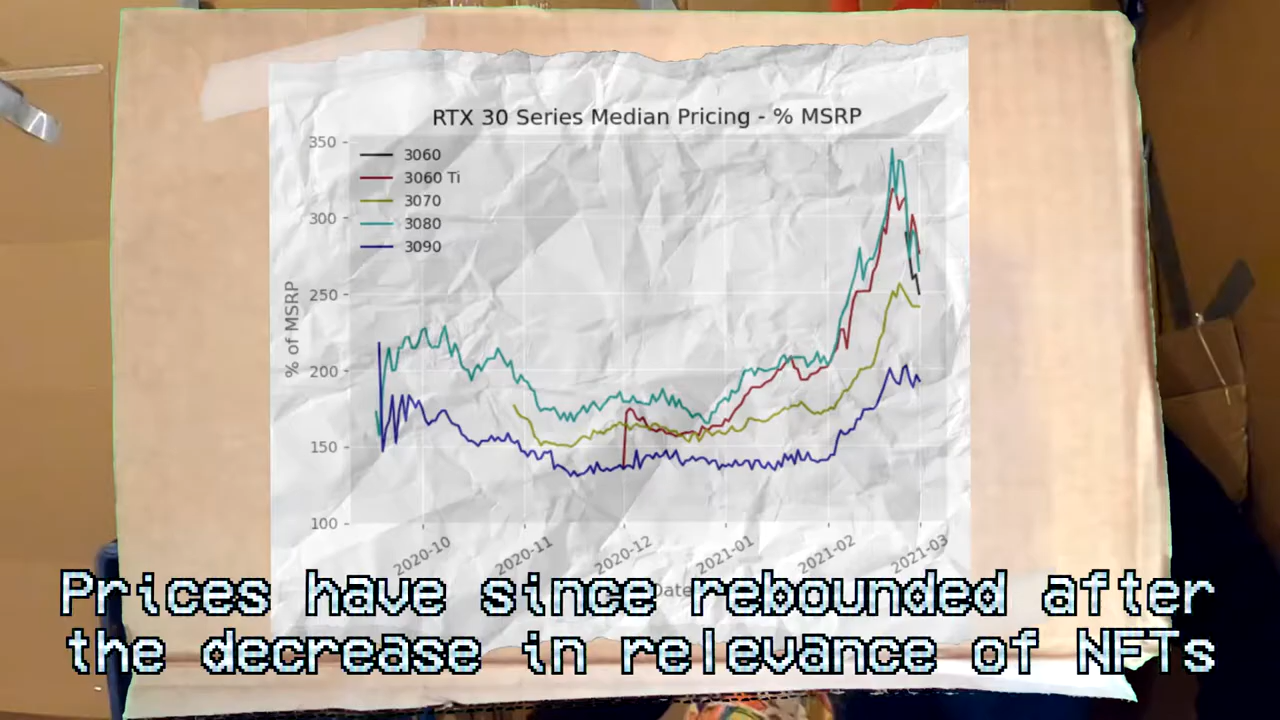 RTX 30 Series Median Pricing - % MSRP
350
300
250
200
150
100
% of MSRP
3060
3060 Ti
3070
3080
3090
2020-10
2020-11
2020-12
2021-01
2021-02
2021-03
Date
Prices have since rebounded after
the decrease in relevance of NFTs